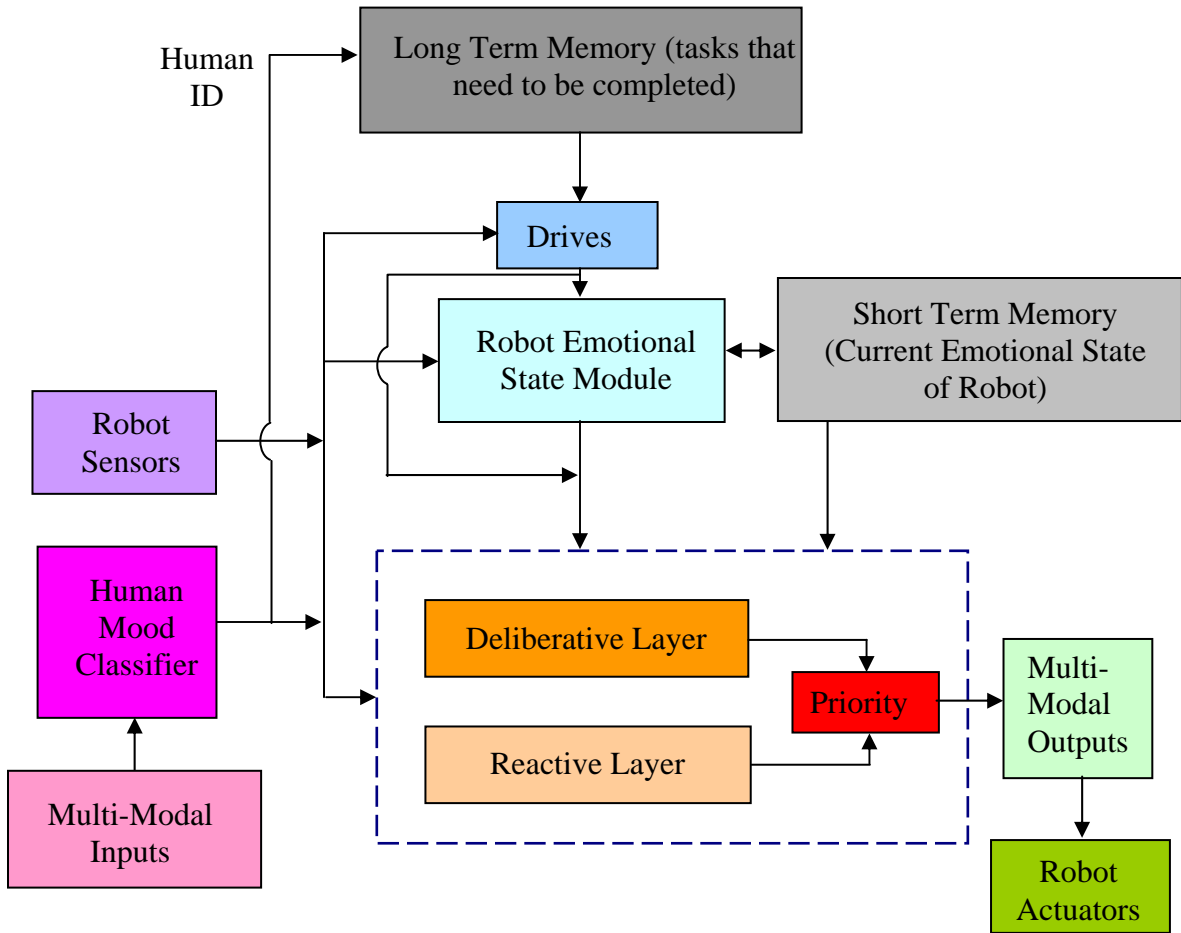 Human
ID
Long Term Memory (tasks that
need to be completed)
Drives
Robot Emotional
State Module
Short Term Memory
(Current Emotional State
of Robot)
Robot
Sensors
Human
Mood
Classifier
Multi-Modal
Inputs
Deliberative Layer
Priority
Reactive Layer
Multi-
Modal
Outputs
Robot
Actuators